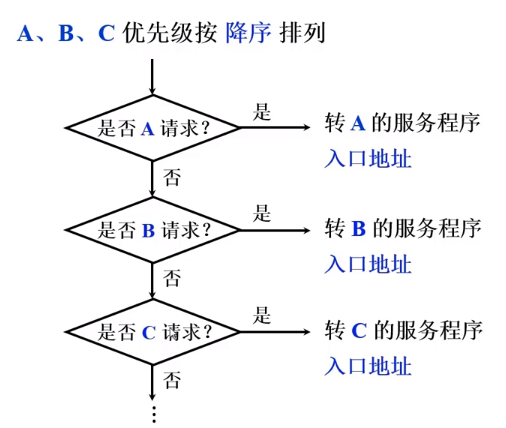 A、B、C 优先级按 降序 排列
是否 A 请求？
是
转 A 的服务程序
入口地址
否
是否 B 请求？
是
转 B 的服务程序
入口地址
否
是否 C 请求？
是
转 C 的服务程序
入口地址
否
⋮